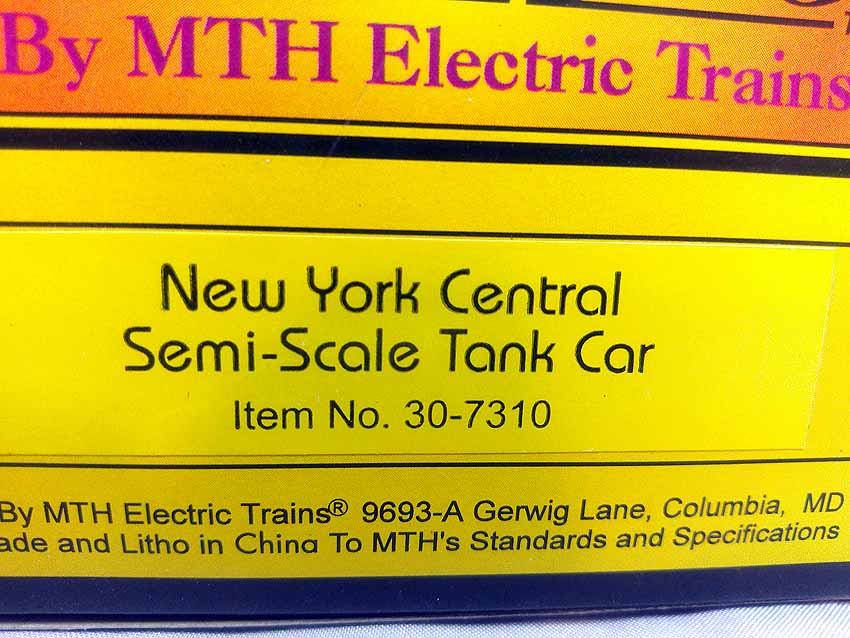 By MTH Electric Trains
New York Central
Semi-Scale Tank Car
Item No. 30-7310
By MTH Electric Trains® 9693-A Gerwig Lane, Columbia, MD
ade and Litho in China To MTH's Standards and Specifications